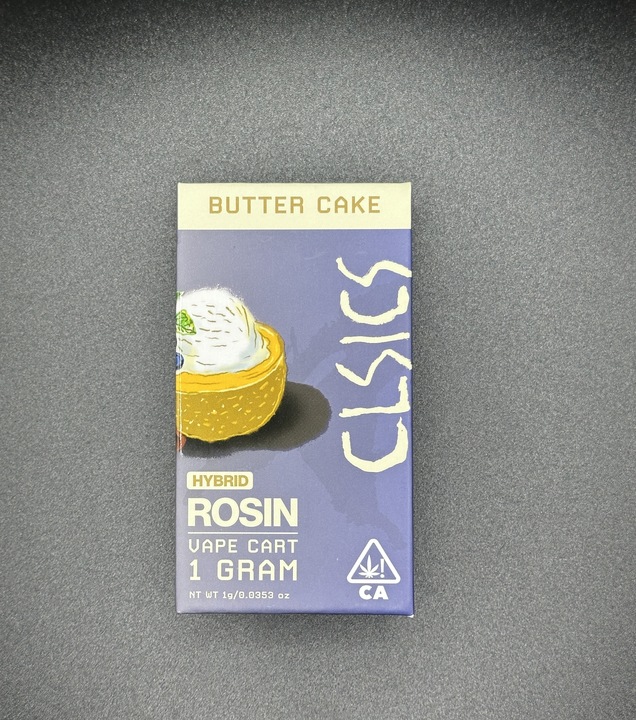 BUTTER CAKE
CLSICS
HYBRID
ROSIN
VAPE CART
1 GRAM
NT WT 1g/0.0353 oz
!
CA